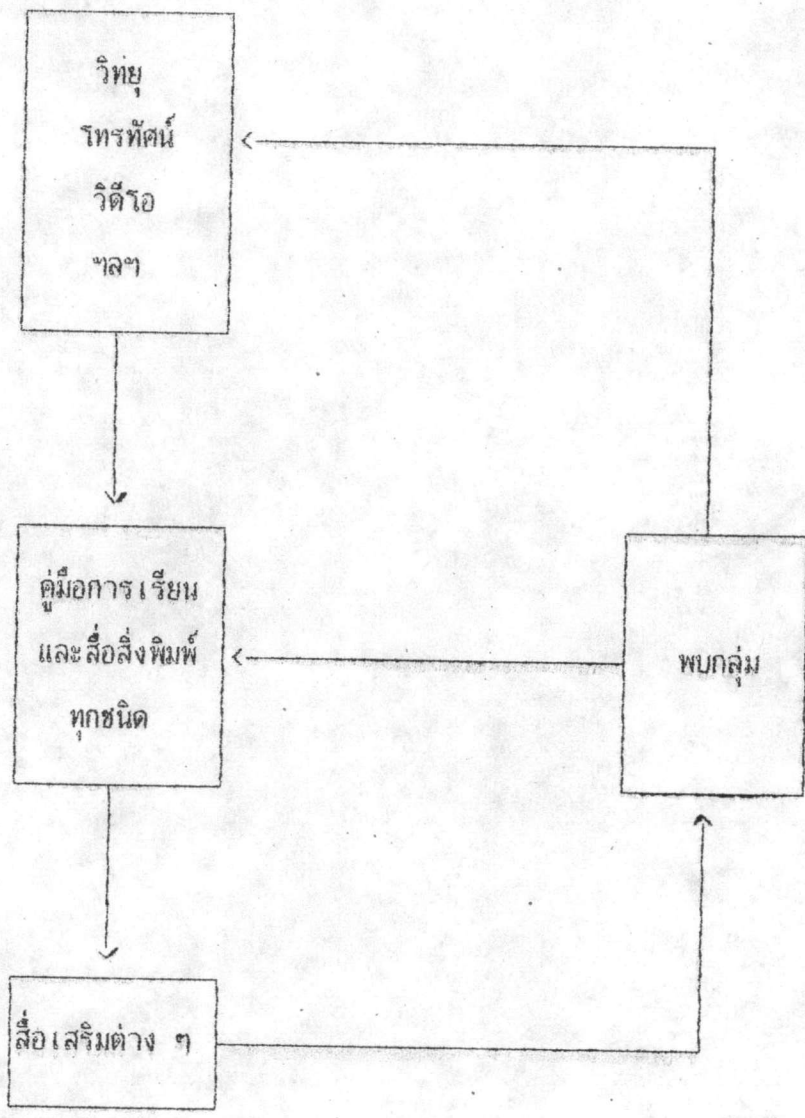 วิทยุ
โทรทัศน์
วิดีโอ
ฯลฯ
คู่มือการเรียน
และสื่อสิ่งพิมพ์
ทุกชนิด
พบกลุ่ม
สื่อเสริมต่าง ๆ